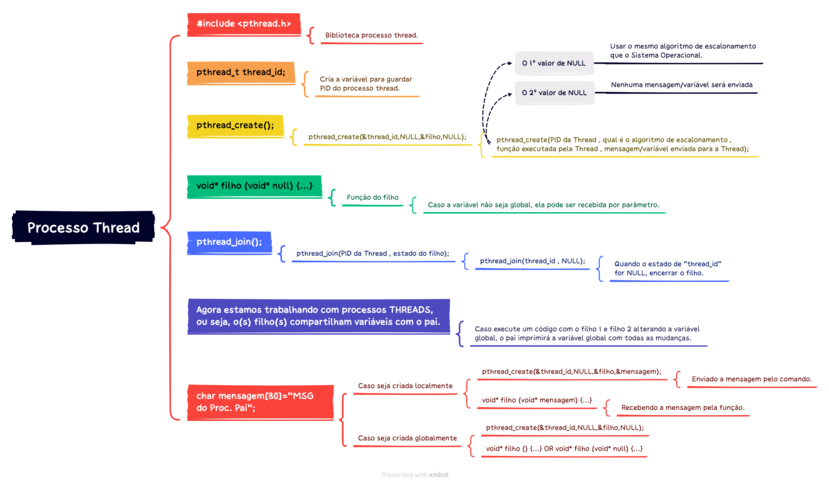 Processo Thread
#include <pthread.h>
Biblioteca processo thread.
pthread_t thread_id;
Cria a variável para guardar
PID do processo thread.
pthread_create();
pthread_create(&thread_id,NULL,&filho,NULL);
pthread_create(PID da Thread , qual é o algoritmo de escalonamento ,
função executada pela Thread , mensagem/variável enviada para a Thread);
O 1° valor de NULL
Usar o mesmo algoritmo de escalonamento
que o Sistema Operacional.
O 2° valor de NULL
Nenhuma mensagem/variável será enviada
void* filho (void* null) {...}
Função do filho
Caso a variável não seja global, ela pode ser recebida por parâmetro.
pthread_join();
pthread_join(PID da Thread , estado do filho);
pthread_join(thread_id , NULL);
Quando o estado de "thread_id"
for NULL, encerrar o filho.
Agora estamos trabalhando com processos THREADS,
ou seja, o(s) filho(s) compartilham variáveis com o pai.
Caso execute um código com o filho 1 e filho 2 alterando a variável
global, o pai imprimirá a variável global com todas as mudanças.
char mensagem[80]="MSG
do Proc. Pai";
Caso seja criada localmente
pthread_create(&thread_id,NULL,&filho,&mensagem);
Enviado a mensagem pelo comando.
void* filho (void* mensagem) {...}
Recebendo a mensagem pela função.
Caso seja criada globalmente
pthread_create(&thread_id,NULL,&filho,NULL);
void* filho () {...} OR void* filho (void* null) {...}
Presented with xmind